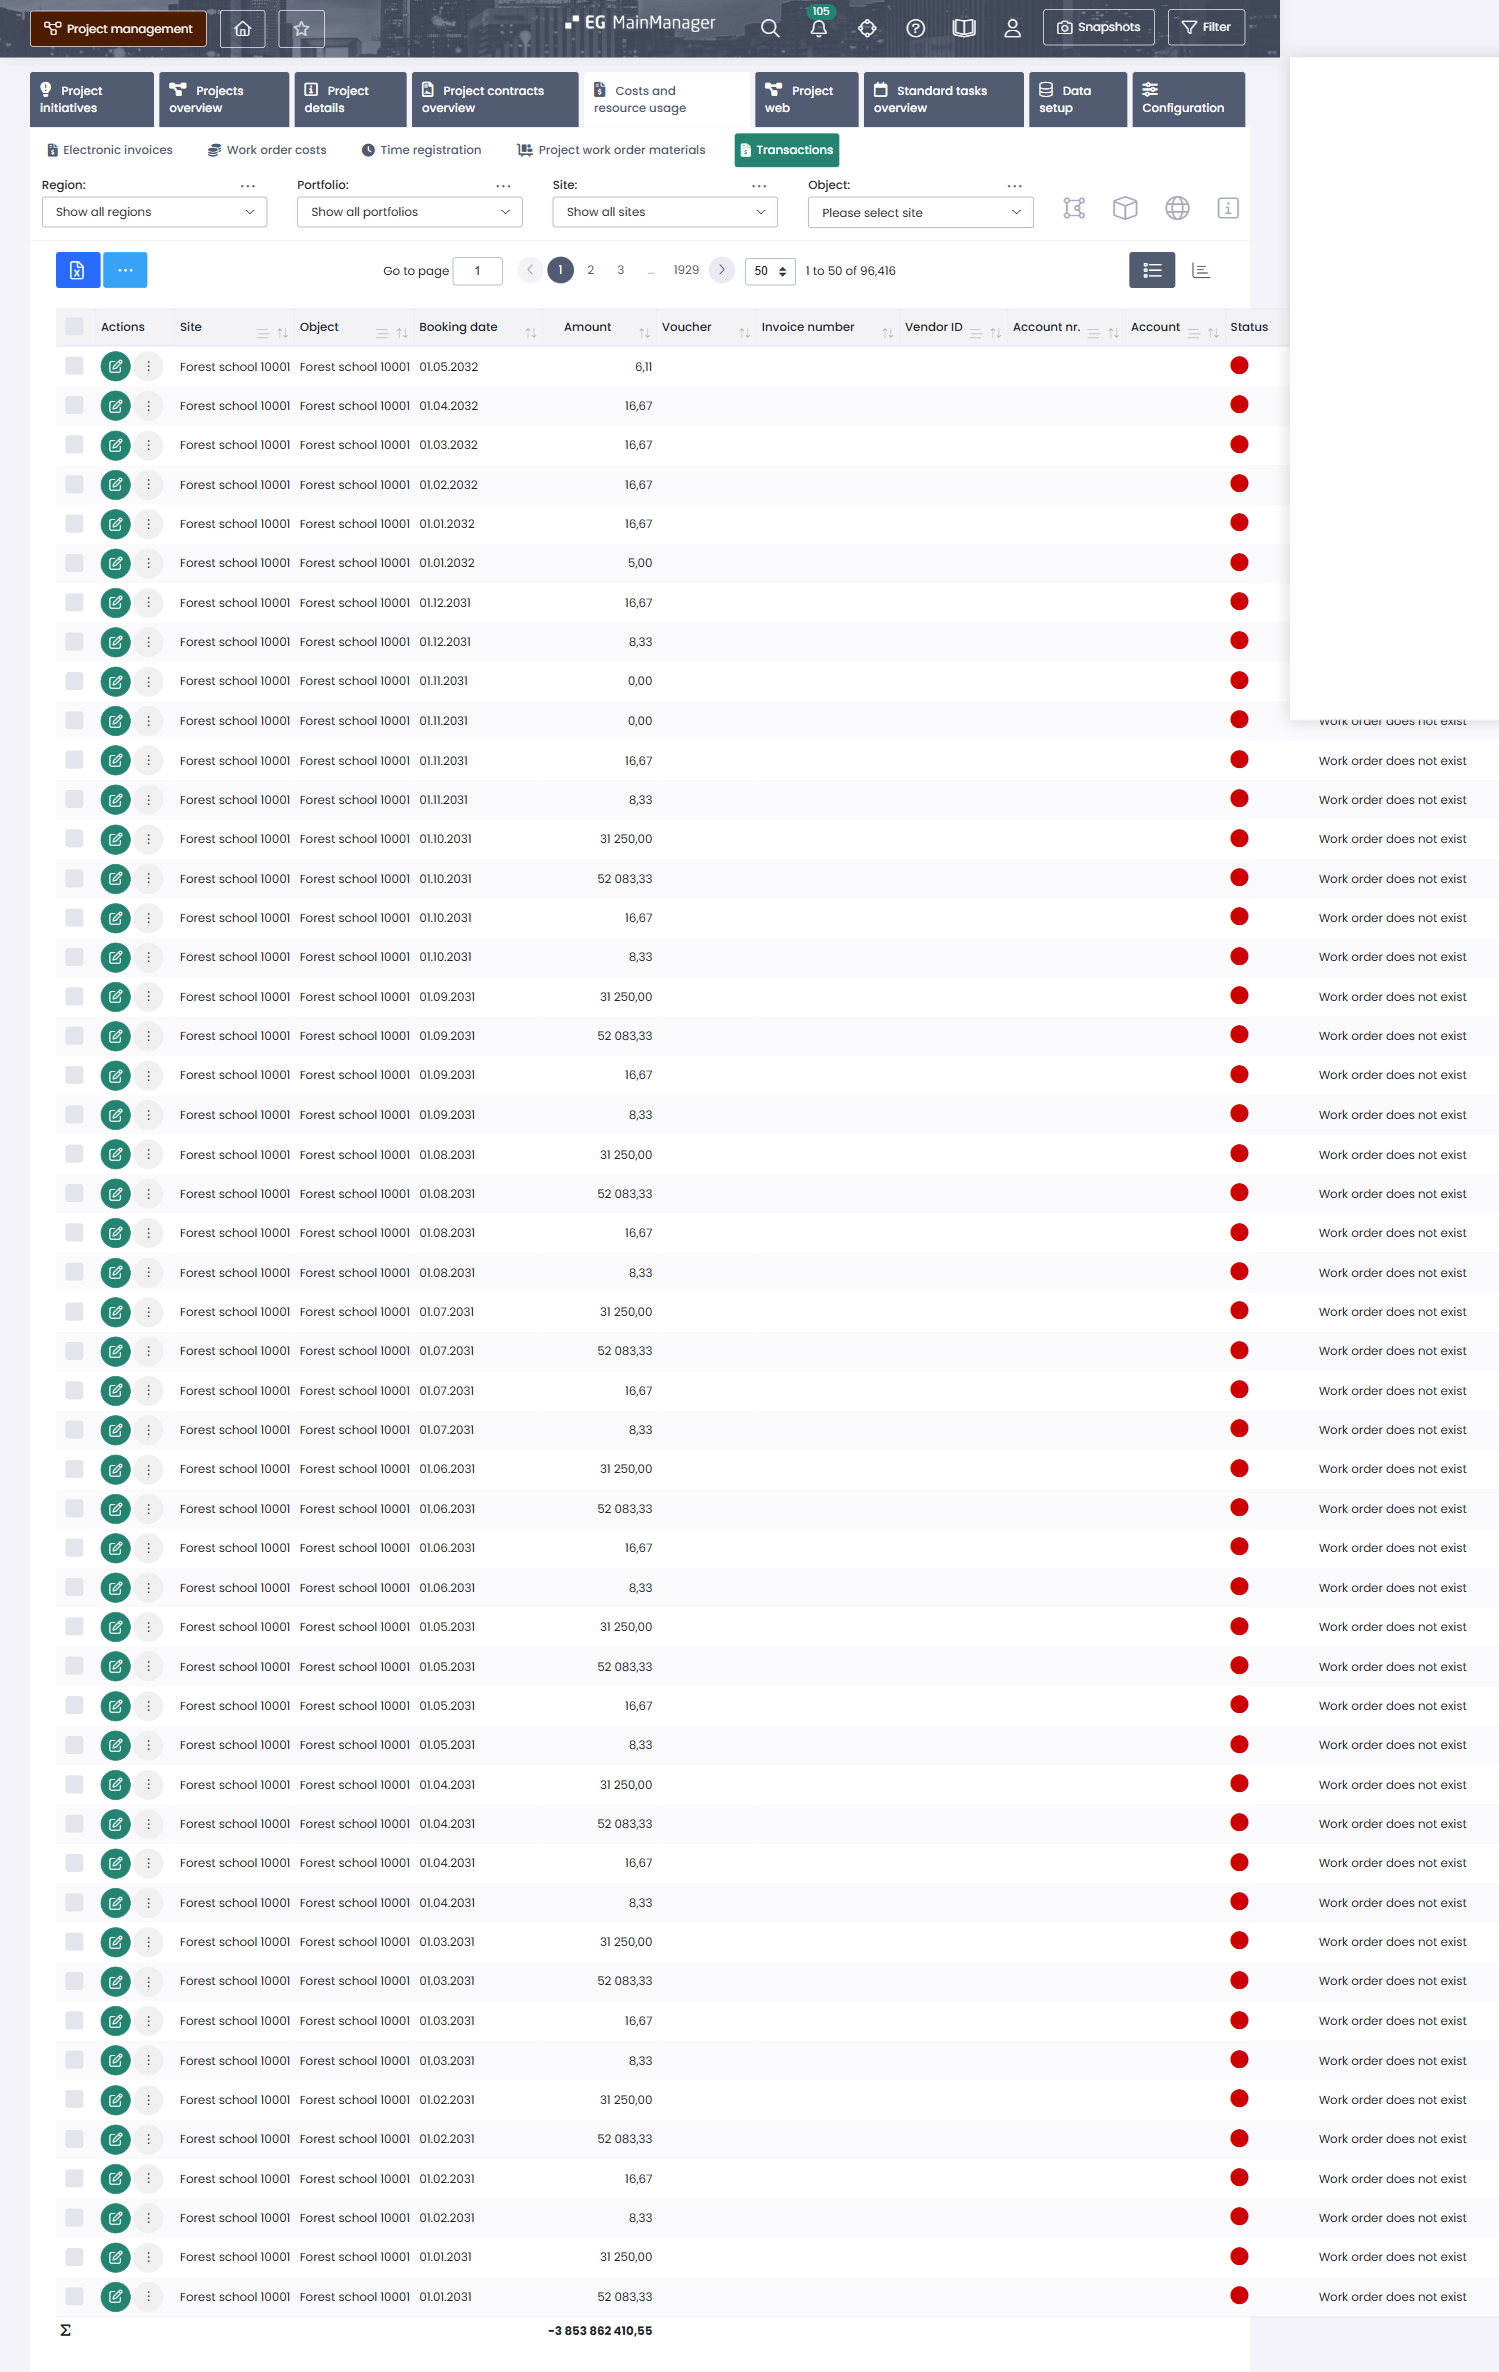 Project management
EG MainManager
105
Snapshots
Filter
Project initiatives
Projects overview
Project details
Project contracts overview
Costs and resource usage
Project web
Standard tasks overview
Data setup
Configuration
Electronic invoices
Work order costs
Time registration
Project work order materials
Transactions
Region: ...
Portfolio: ...
Site: ...
Object: ...
Show all regions
Show all portfolios
Show all sites
Please select site
Go to page 1
1 2 3 ... 1929
50
1 to 50 of 96,416
Actions Site Object Booking date Amount Voucher Invoice number Vendor ID Account nr. Account Status
Forest school 10001 Forest school 10001 01.05.2032 6,11
Forest school 10001 Forest school 10001 01.04.2032 16,67
Forest school 10001 Forest school 10001 01.03.2032 16,67
Forest school 10001 Forest school 10001 01.02.2032 16,67
Forest school 10001 Forest school 10001 01.01.2032 16,67
Forest school 10001 Forest school 10001 01.01.2032 5,00
Forest school 10001 Forest school 10001 01.12.2031 16,67
Forest school 10001 Forest school 10001 01.12.2031 8,33
Forest school 10001 Forest school 10001 01.11.2031 0,00
Forest school 10001 Forest school 10001 01.11.2031 0,00 Work order does not exist
Forest school 10001 Forest school 10001 01.11.2031 16,67 Work order does not exist
Forest school 10001 Forest school 10001 01.11.2031 8,33 Work order does not exist
Forest school 10001 Forest school 10001 01.10.2031 31 250,00 Work order does not exist
Forest school 10001 Forest school 10001 01.10.2031 52 083,33 Work order does not exist
Forest school 10001 Forest school 10001 01.10.2031 16,67 Work order does not exist
Forest school 10001 Forest school 10001 01.10.2031 8,33 Work order does not exist
Forest school 10001 Forest school 10001 01.09.2031 31 250,00 Work order does not exist
Forest school 10001 Forest school 10001 01.09.2031 52 083,33 Work order does not exist
Forest school 10001 Forest school 10001 01.09.2031 16,67 Work order does not exist
Forest school 10001 Forest school 10001 01.09.2031 8,33 Work order does not exist
Forest school 10001 Forest school 10001 01.08.2031 31 250,00 Work order does not exist
Forest school 10001 Forest school 10001 01.08.2031 52 083,33 Work order does not exist
Forest school 10001 Forest school 10001 01.08.2031 16,67 Work order does not exist
Forest school 10001 Forest school 10001 01.08.2031 8,33 Work order does not exist
Forest school 10001 Forest school 10001 01.07.2031 31 250,00 Work order does not exist
Forest school 10001 Forest school 10001 01.07.2031 52 083,33 Work order does not exist
Forest school 10001 Forest school 10001 01.07.2031 16,67 Work order does not exist
Forest school 10001 Forest school 10001 01.07.2031 8,33 Work order does not exist
Forest school 10001 Forest school 10001 01.06.2031 31 250,00 Work order does not exist
Forest school 10001 Forest school 10001 01.06.2031 52 083,33 Work order does not exist
Forest school 10001 Forest school 10001 01.06.2031 16,67 Work order does not exist
Forest school 10001 Forest school 10001 01.06.2031 8,33 Work order does not exist
Forest school 10001 Forest school 10001 01.05.2031 31 250,00 Work order does not exist
Forest school 10001 Forest school 10001 01.05.2031 52 083,33 Work order does not exist
Forest school 10001 Forest school 10001 01.05.2031 16,67 Work order does not exist
Forest school 10001 Forest school 10001 01.05.2031 8,33 Work order does not exist
Forest school 10001 Forest school 10001 01.04.2031 31 250,00 Work order does not exist
Forest school 10001 Forest school 10001 01.04.2031 52 083,33 Work order does not exist
Forest school 10001 Forest school 10001 01.04.2031 16,67 Work order does not exist
Forest school 10001 Forest school 10001 01.04.2031 8,33 Work order does not exist
Forest school 10001 Forest school 10001 01.03.2031 31 250,00 Work order does not exist
Forest school 10001 Forest school 10001 01.03.2031 52 083,33 Work order does not exist
Forest school 10001 Forest school 10001 01.03.2031 16,67 Work order does not exist
Forest school 10001 Forest school 10001 01.03.2031 8,33 Work order does not exist
Forest school 10001 Forest school 10001 01.02.2031 31 250,00 Work order does not exist
Forest school 10001 Forest school 10001 01.02.2031 52 083,33 Work order does not exist
Forest school 10001 Forest school 10001 01.02.2031 16,67 Work order does not exist
Forest school 10001 Forest school 10001 01.02.2031 8,33 Work order does not exist
Forest school 10001 Forest school 10001 01.01.2031 31 250,00 Work order does not exist
Forest school 10001 Forest school 10001 01.01.2031 52 083,33 Work order does not exist
Σ -3 853 862 410,55